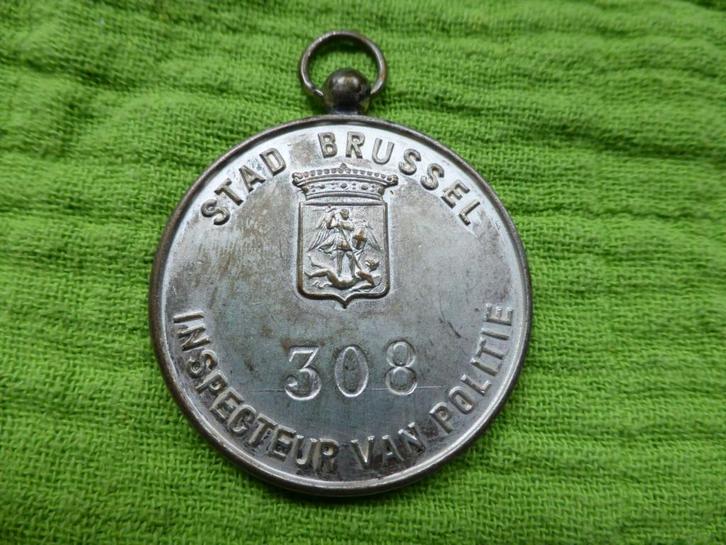 STAD BRUSSEL
308
INSPECTEUR VAN POLITIE